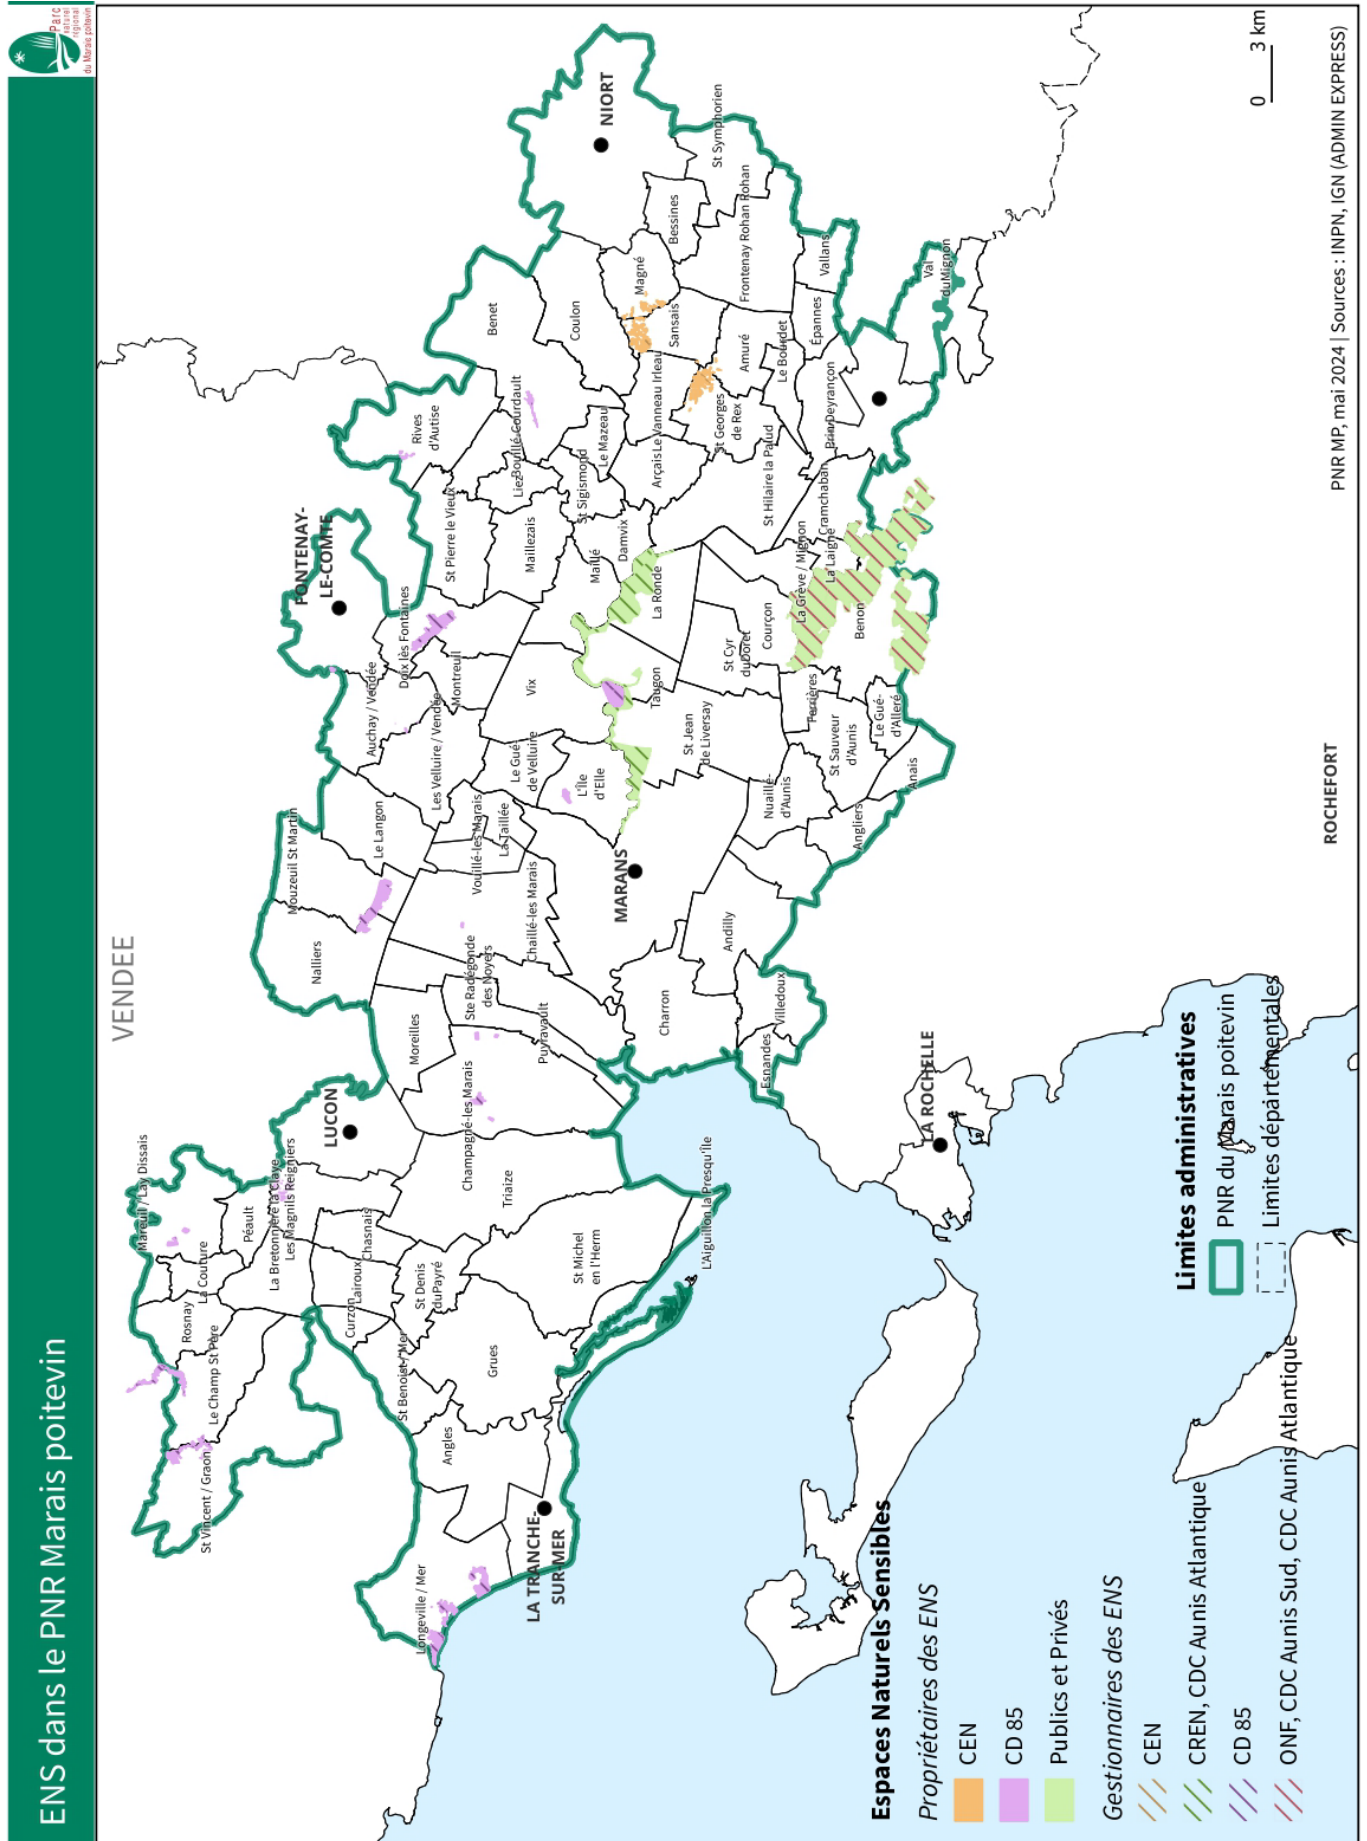 ENS dans le PNR Marais poitevin
Parc
naturel
régional
du Marais poitevin
VENDEE
FONTENAY-
LE-COMTE
NIORT
LUCON
MARANS
LA TRANCHE-
SUR-MER
LA ROCHELLE
ROCHEFORT
Mareuil / Lay Dissais
La Couture
Péault
Rosnay
Le Champ St Père
St Vincent / Graon
La Bretonnière la Claye
Les Magnils Reigniers
Chasnais
Lairoux
Curzon
St Denis
du Payré
St Benoist / Mer
Angles
Grues
Longeville / Mer
Triaize
St Michel
en l'Herm
L'Aiguillon la Presqu'île
Champagné-les Marais
Puyravault
Ste Radégonde
des Noyers
Moreilles
Chaillé-les Marais
Nalliers
Mouzeuil St Martin
Le Langon
Vouillé-les Marais
La Taillée
Le Gué
de Velluire
L'Île
d'Elle
Les Velluire / Vendée
Auchay / Vendée
Montreuil
Doix lès Fontaines
Vix
St Pierre le Vieux
Maillezais
Maillé
Damvix
Liez
Bouillé-Courdault
St Sigismond
Le Mazeau
Rives
d'Autise
Benet
Coulon
Magné
Bessines
Sansais
Le Vanneau Irleau
Arçais
St Georges
de Rex
Amuré
Le Bourdet
Épannes
Vallans
Frontenay Rohan Rohan
St Symphorien
Val
du Mignon
Prin Deyrançon
St Hilaire la Palud
Cramchaban
La Grève / Mignon
La Laigne
Benon
Courçon
La Ronde
Taugon
St Cyr
du Doret
St Jean
de Liversay
Ferrières
St Sauveur
d'Aunis
Le Gué-
d'Alleré
Anais
Angliers
Nuaillé-
d'Aunis
Andilly
Charron
Villedoux
Esnandes
Espaces Naturels Sensibles
Propriétaires des ENS
CEN
CD 85
Publics et Privés
Gestionnaires des ENS
CEN
CREN, CDC Aunis Atlantique
CD 85
ONF, CDC Aunis Sud, CDC Aunis Atlantique
Limites administratives
PNR du Marais poitevin
Limites départementales
0 3 km
PNR MP, mai 2024 | Sources : INPN, IGN (ADMIN EXPRESS)